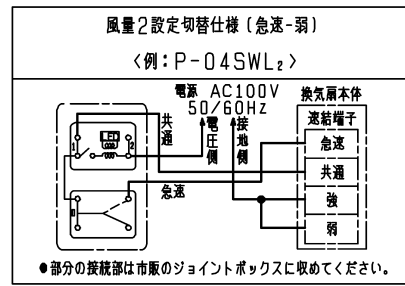 風量2設定切替仕様(急速-弱)
<例:P-04SWL₂>
電源 AC100V
50/60Hz
換気扇本体
速結端子
共通
電圧側
接地側
LED
1
2
急速
共通
強
弱
急速
●部分の接続部は市販のジョイントボックスに収めてください。